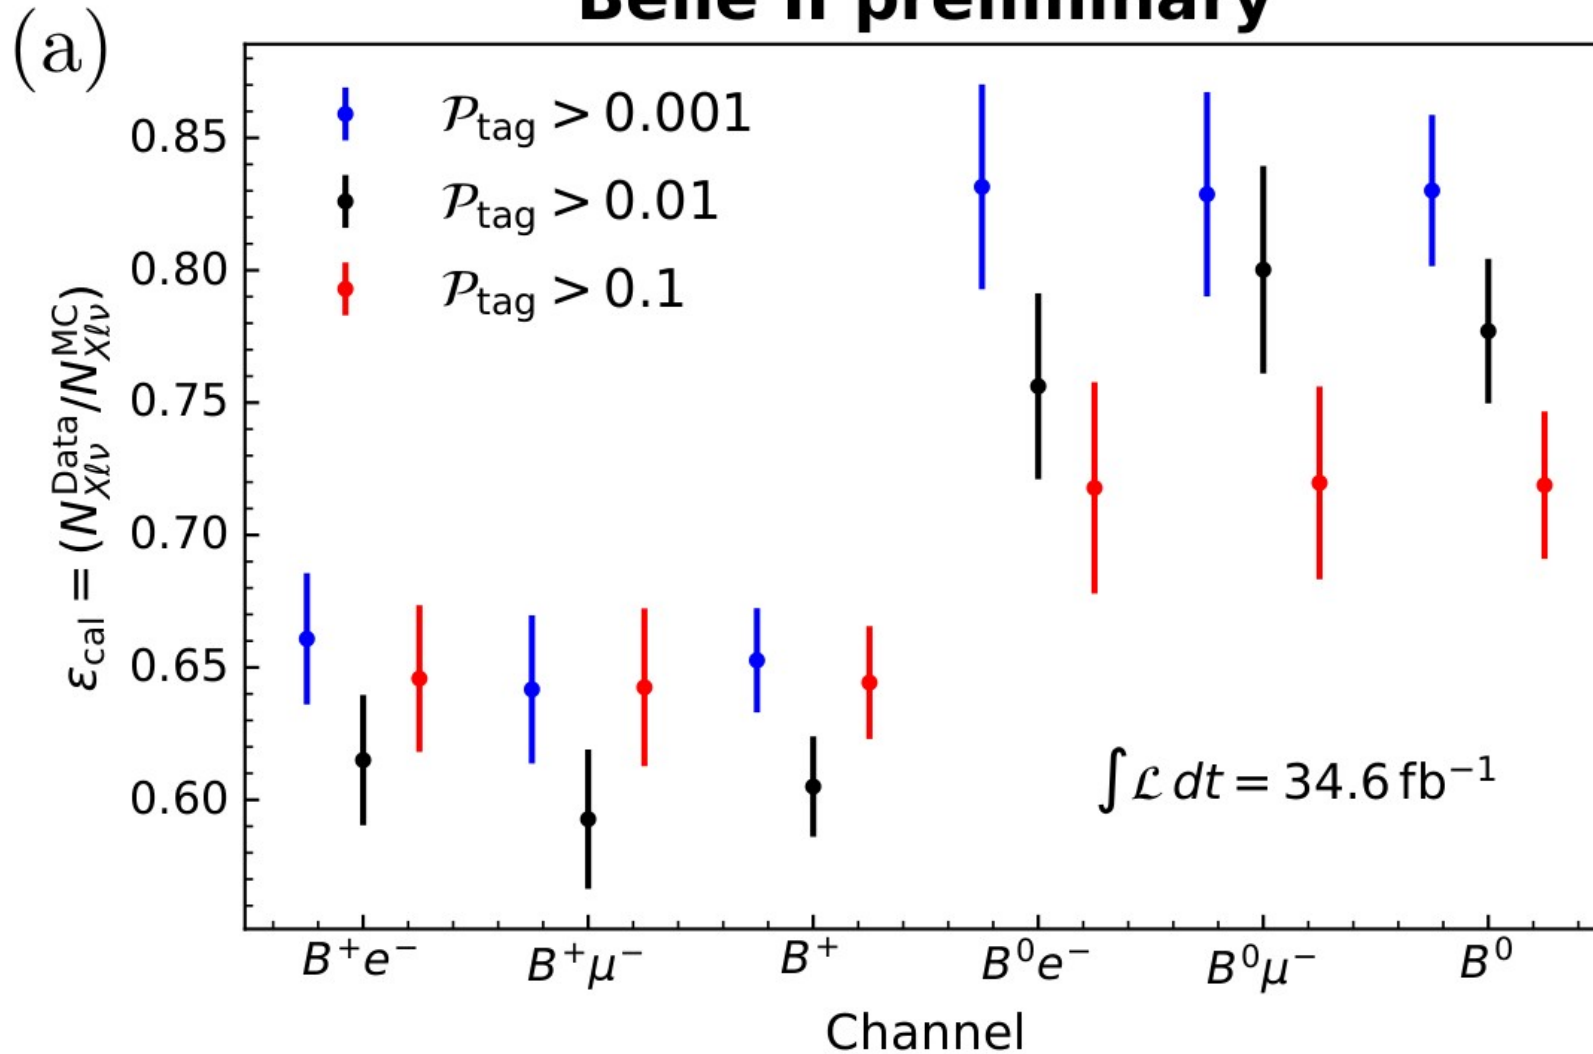 Belle II preliminary
(a)
𝒫tag > 0.001
𝒫tag > 0.01
𝒫tag > 0.1
0.85
0.80
0.75
0.70
0.65
0.60
εcal = (N^Data_Xℓν / N^MC_Xℓν)
∫ℒ dt = 34.6 fb⁻¹
B⁺e⁻ B⁺μ⁻ B⁺ B⁰e⁻ B⁰μ⁻ B⁰
Channel